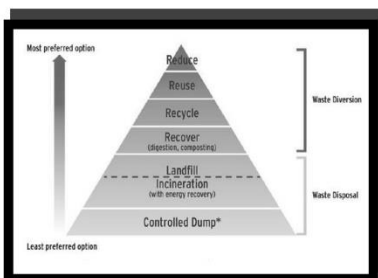 Most preferred option
Reduce
Reuse
Waste Diversion
Recycle
Recover
(digestion, composting)
Landfill
Incineration
(with energy recovery)
Waste Disposal
Controlled Dump*
Least preferred option